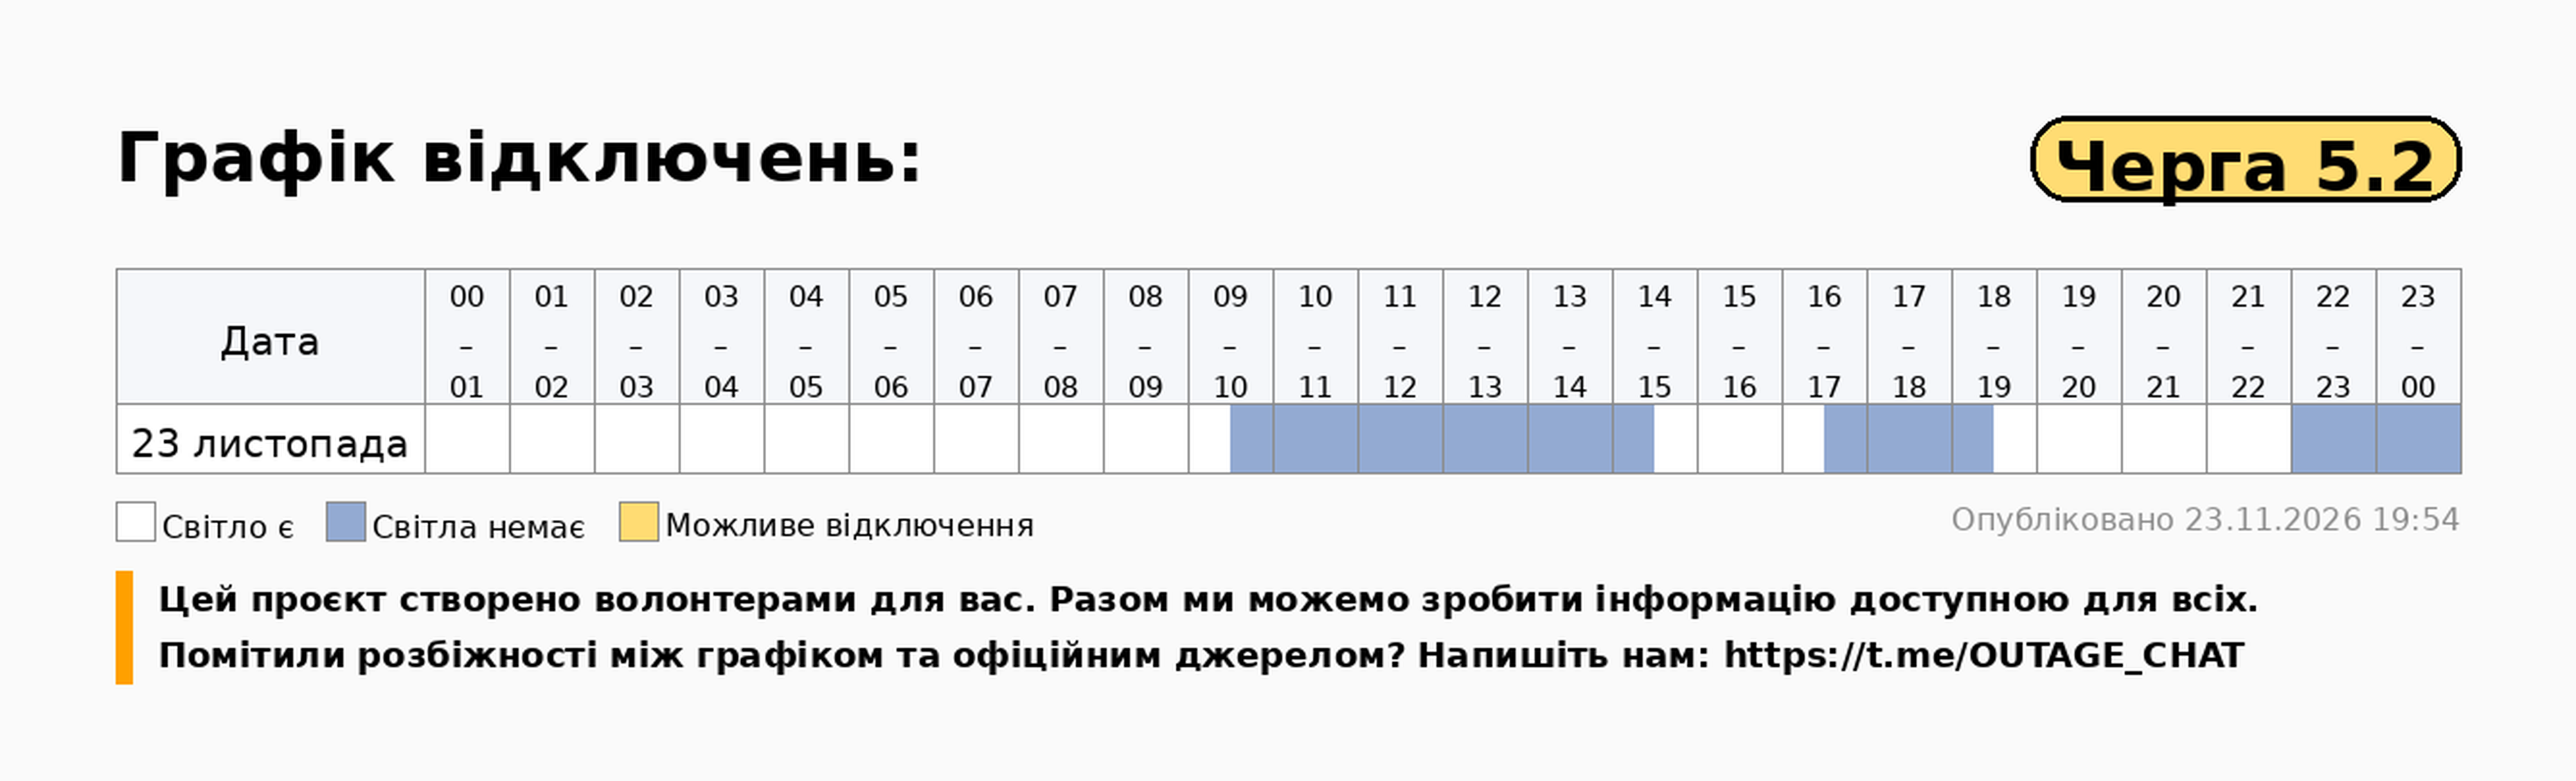 Графік відключень:
Черга 5.2
Дата
00 – 01
01 – 02
02 – 03
03 – 04
04 – 05
05 – 06
06 – 07
07 – 08
08 – 09
09 – 10
10 – 11
11 – 12
12 – 13
13 – 14
14 – 15
15 – 16
16 – 17
17 – 18
18 – 19
19 – 20
20 – 21
21 – 22
22 – 23
23 – 00
23 листопада
Світло є
Світла немає
Можливе відключення
Опубліковано 23.11.2026 19:54
Цей проєкт створено волонтерами для вас. Разом ми можемо зробити інформацію доступною для всіх.
Помітили розбіжності між графіком та офіційним джерелом? Напишіть нам: https://t.me/OUTAGE_CHAT